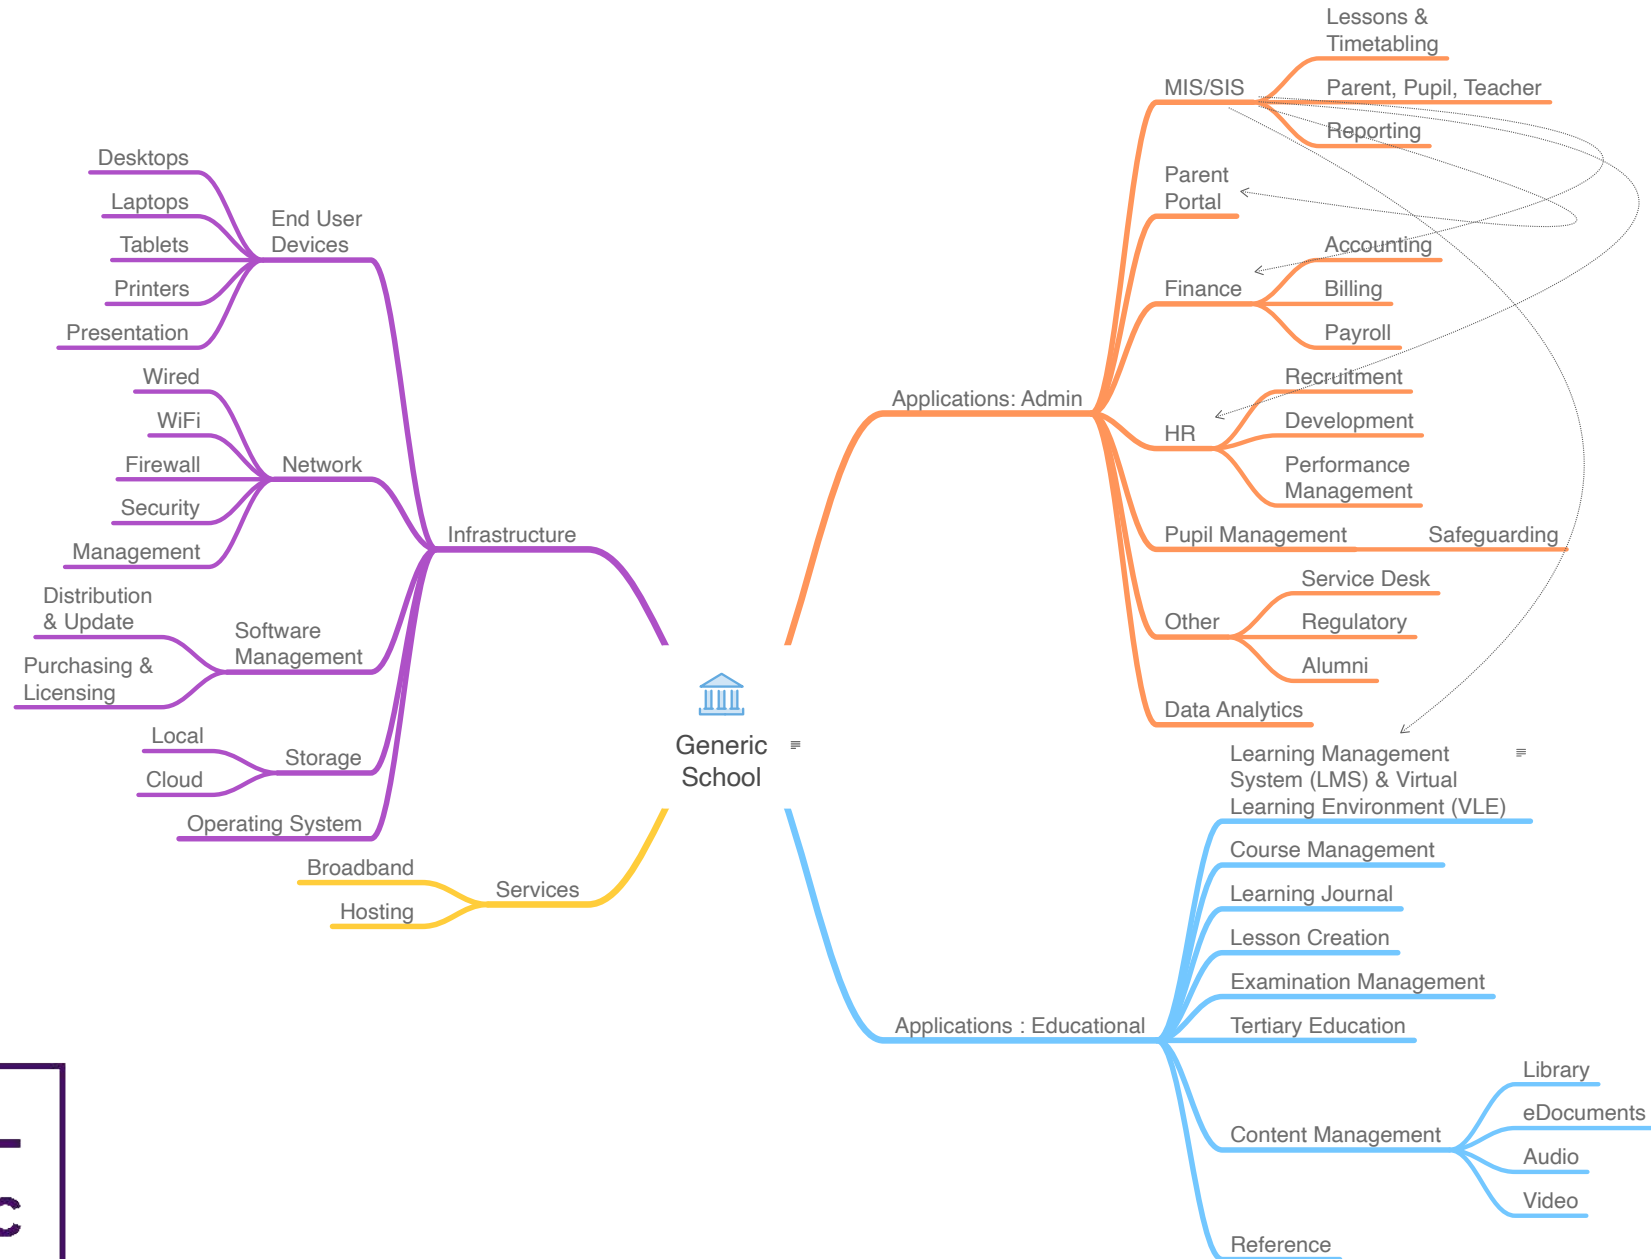 Lessons &
Timetabling
MIS/SIS
Parent, Pupil, Teacher
Reporting
Parent
Portal
Accounting
Finance
Billing
Payroll
Applications: Admin
Recruitment
HR
Development
Performance
Management
Pupil Management
Safeguarding
Service Desk
Other
Regulatory
Alumni
Data Analytics
Desktops
Laptops
End User
Devices
Tablets
Printers
Presentation
Wired
WiFi
Firewall
Network
Security
Management
Infrastructure
Distribution
& Update
Software
Management
Purchasing &
Licensing
Local
Storage
Cloud
Operating System
Generic
School
Broadband
Services
Hosting
Learning Management
System (LMS) & Virtual
Learning Environment (VLE)
Course Management
Learning Journal
Lesson Creation
Examination Management
Applications : Educational
Tertiary Education
Library
eDocuments
Content Management
Audio
Video
Reference